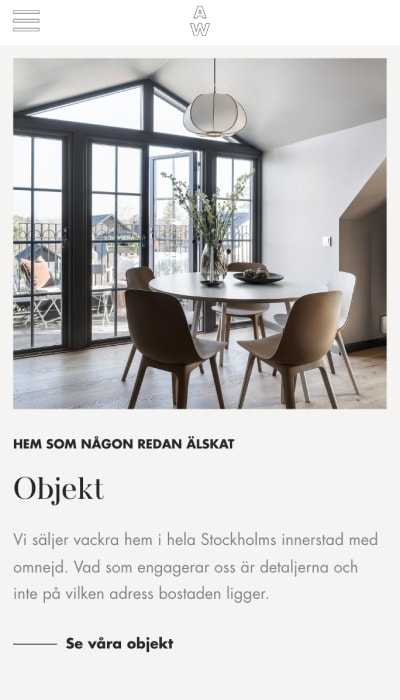 A
W
HEM SOM NÅGON REDAN ÄLSKAT
Objekt
Vi säljer vackra hem i hela Stockholms innerstad med
omnejd. Vad som engagerar oss är detaljerna och
inte på vilken adress bostaden ligger.
Se våra objekt